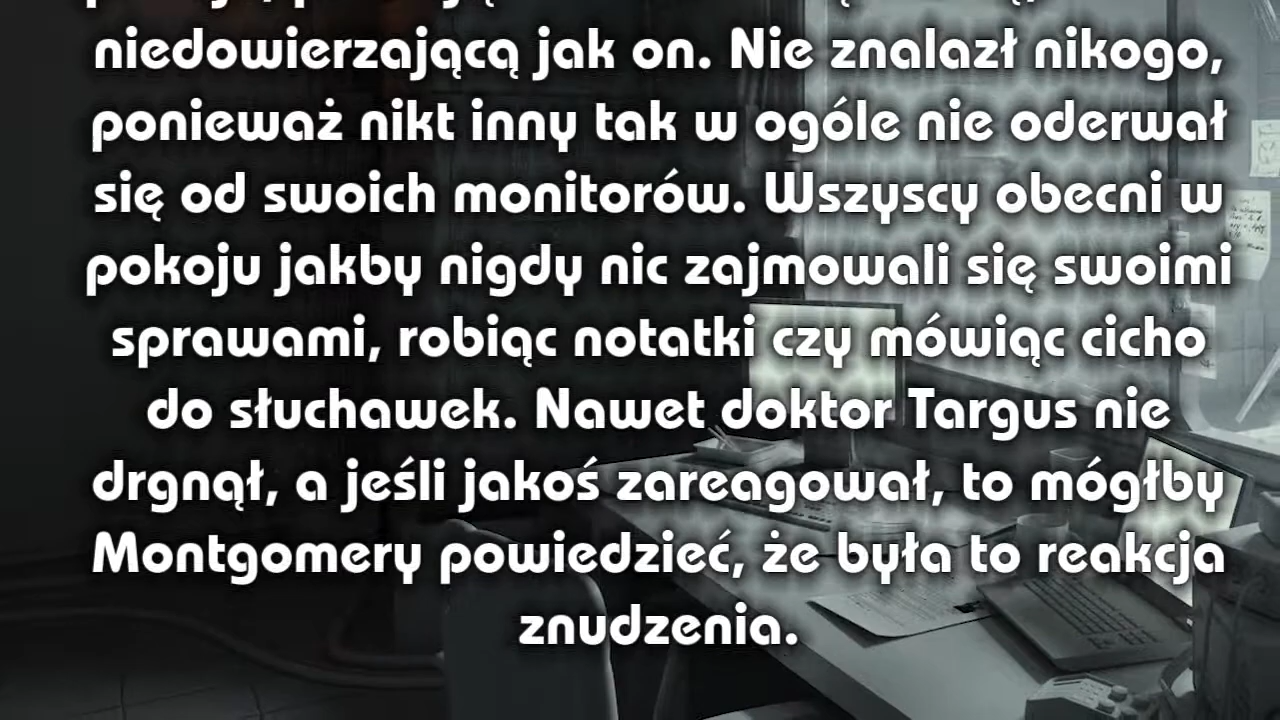 niedowierzającą jak on. Nie znalazł nikogo,
ponieważ nikt inny tak w ogóle nie oderwał
się od swoich monitorów. Wszyscy obecni w
pokoju jakby nigdy nic zajmowali się swoimi
sprawami, robiąc notatki czy mówiąc cicho
do słuchawek. Nawet doktor Targus nie
drgnął, a jeśli jakoś zareagował, to mógłby
Montgomery powiedzieć, że była to reakcja
znudzenia.